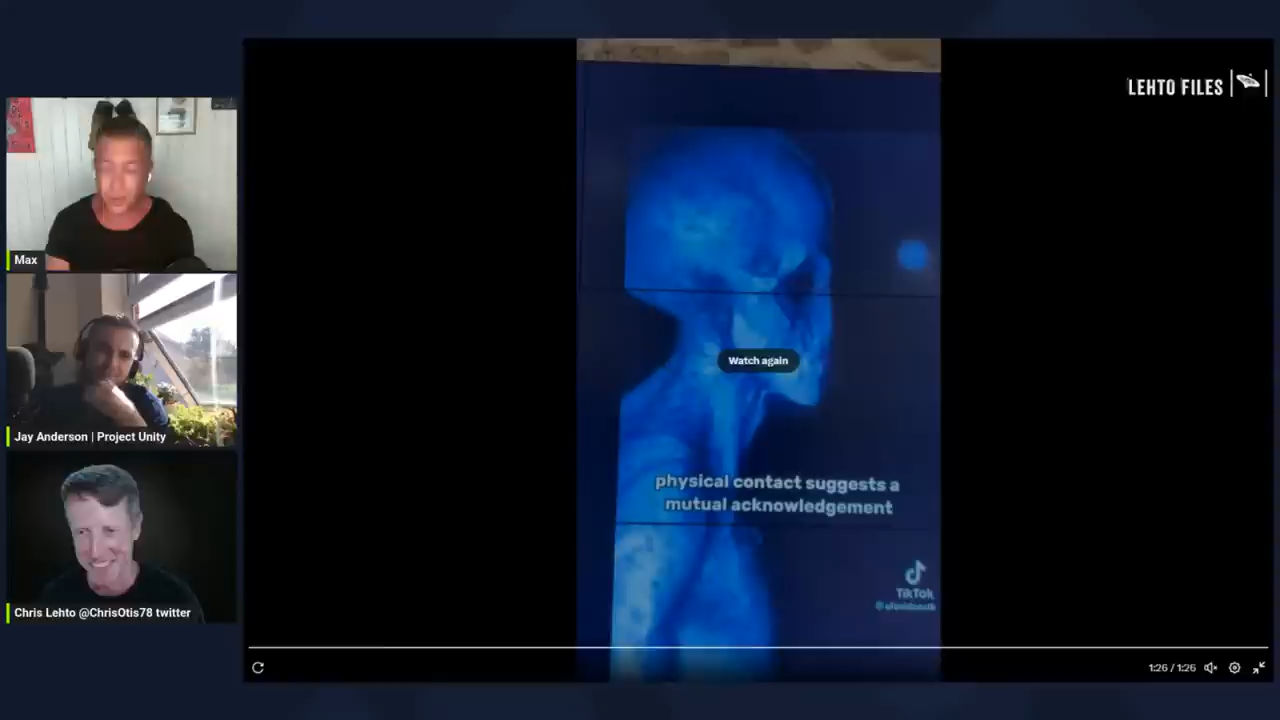 LEHTO FILES
Max
Jay Anderson | Project Unity
Watch again
physical contact suggests a
mutual acknowledgement
TikTok
Chris Lehto @ChrisOtis78 twitter
1:26 / 1:26